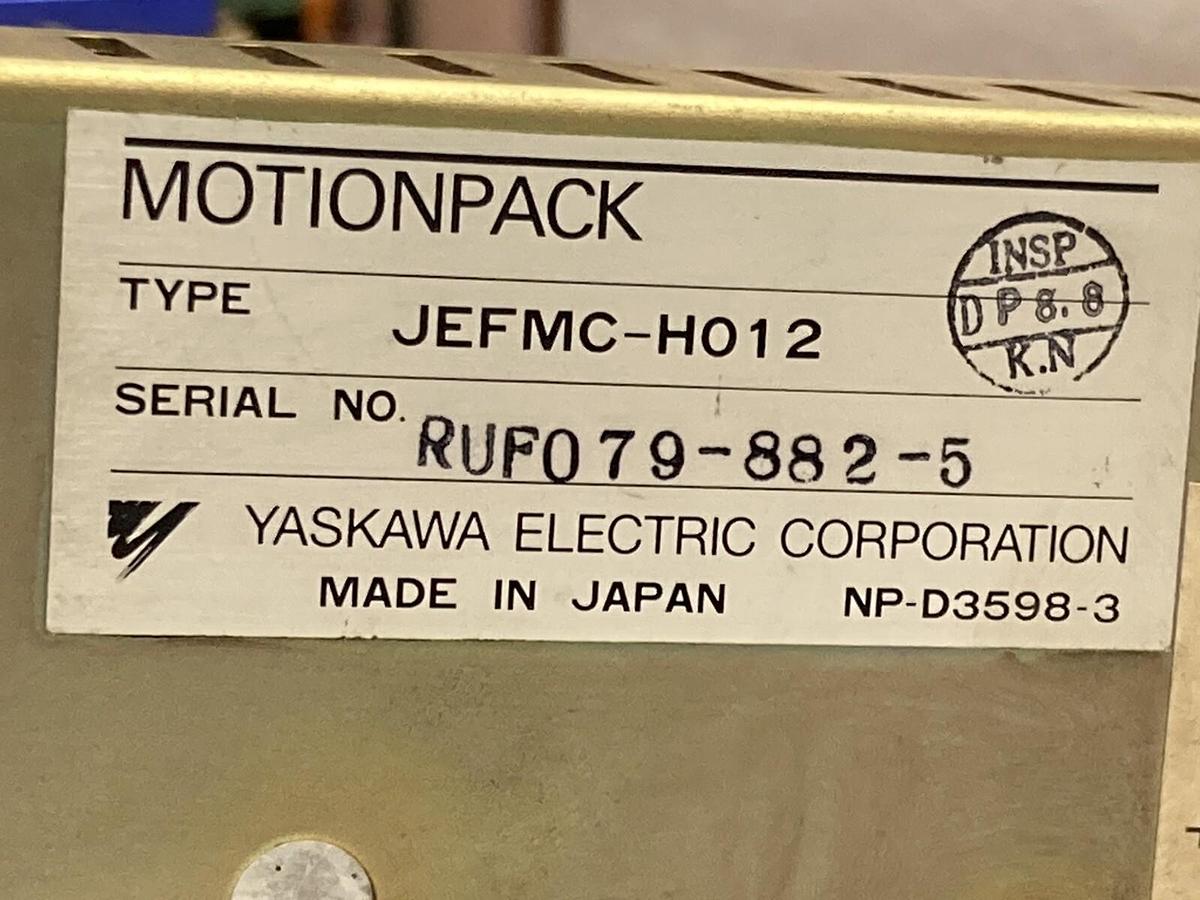 MOTIONPACK
TYPE JEFMC-H012
INSP
D P 8. 8
K.N
SERIAL NO. RUF079-882-5
YASKAWA ELECTRIC CORPORATION
MADE IN JAPAN NP-D3598-3